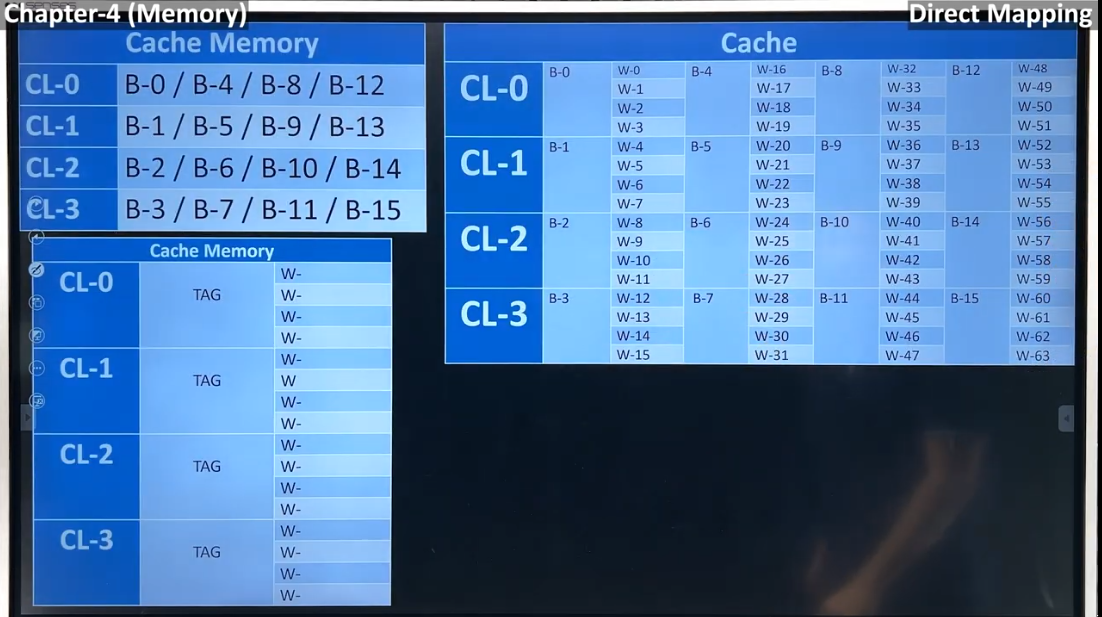 Chapter-4 (Memory)
Direct Mapping
Cache Memory
CL-0 B-0 / B-4 / B-8 / B-12
CL-1 B-1 / B-5 / B-9 / B-13
CL-2 B-2 / B-6 / B-10 / B-14
CL-3 B-3 / B-7 / B-11 / B-15
Cache Memory
CL-0 TAG W-
W-
W-
W-
CL-1 TAG W-
W
W-
W-
CL-2 TAG W-
W-
W-
W-
CL-3 TAG W-
W-
W-
W-
Cache
CL-0 B-0 W-0 B-4 W-16 B-8 W-32 B-12 W-48
W-1 W-17 W-33 W-49
W-2 W-18 W-34 W-50
W-3 W-19 W-35 W-51
CL-1 B-1 W-4 B-5 W-20 B-9 W-36 B-13 W-52
W-5 W-21 W-37 W-53
W-6 W-22 W-38 W-54
W-7 W-23 W-39 W-55
CL-2 B-2 W-8 B-6 W-24 B-10 W-40 B-14 W-56
W-9 W-25 W-41 W-57
W-10 W-26 W-42 W-58
W-11 W-27 W-43 W-59
CL-3 B-3 W-12 B-7 W-28 B-11 W-44 B-15 W-60
W-13 W-29 W-45 W-61
W-14 W-30 W-46 W-62
W-15 W-31 W-47 W-63